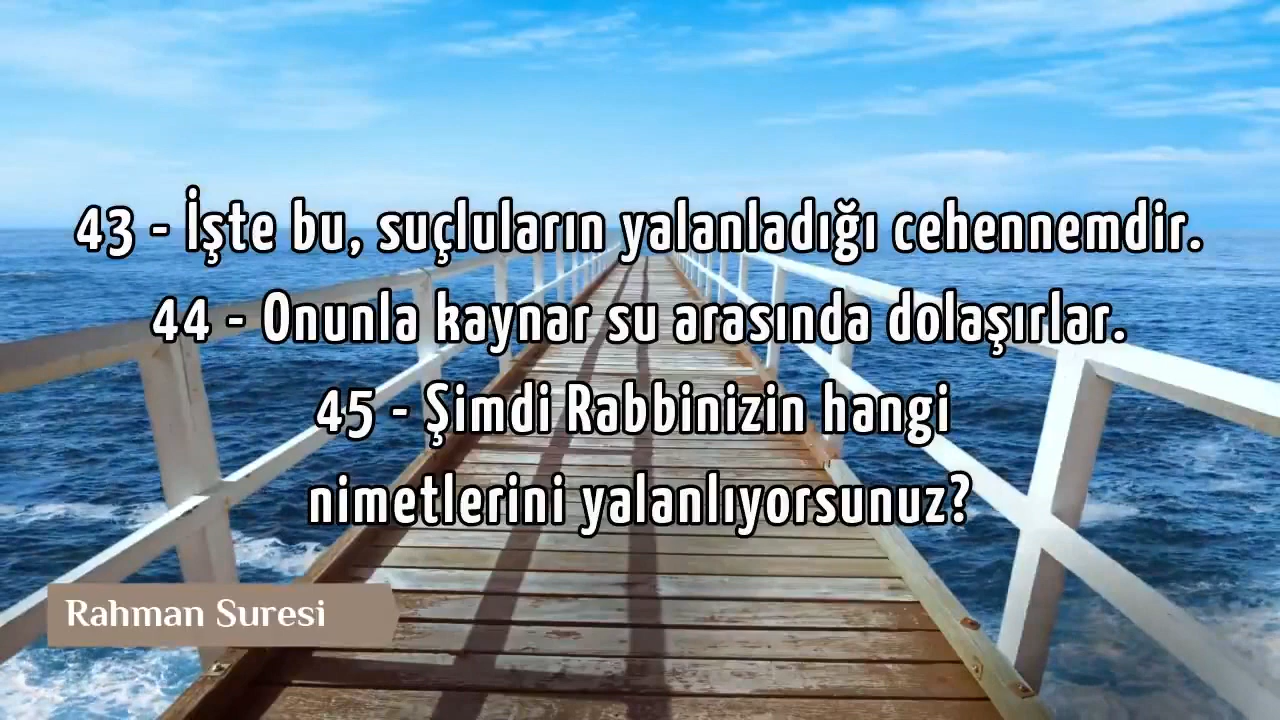 43 - İşte bu, suçluların yalanladığı cehennemdir.
44 - Onunla kaynar su arasında dolaşırlar.
45 - Şimdi Rabbinizin hangi
nimetlerini yalanlıyorsunuz?
Rahman Suresi